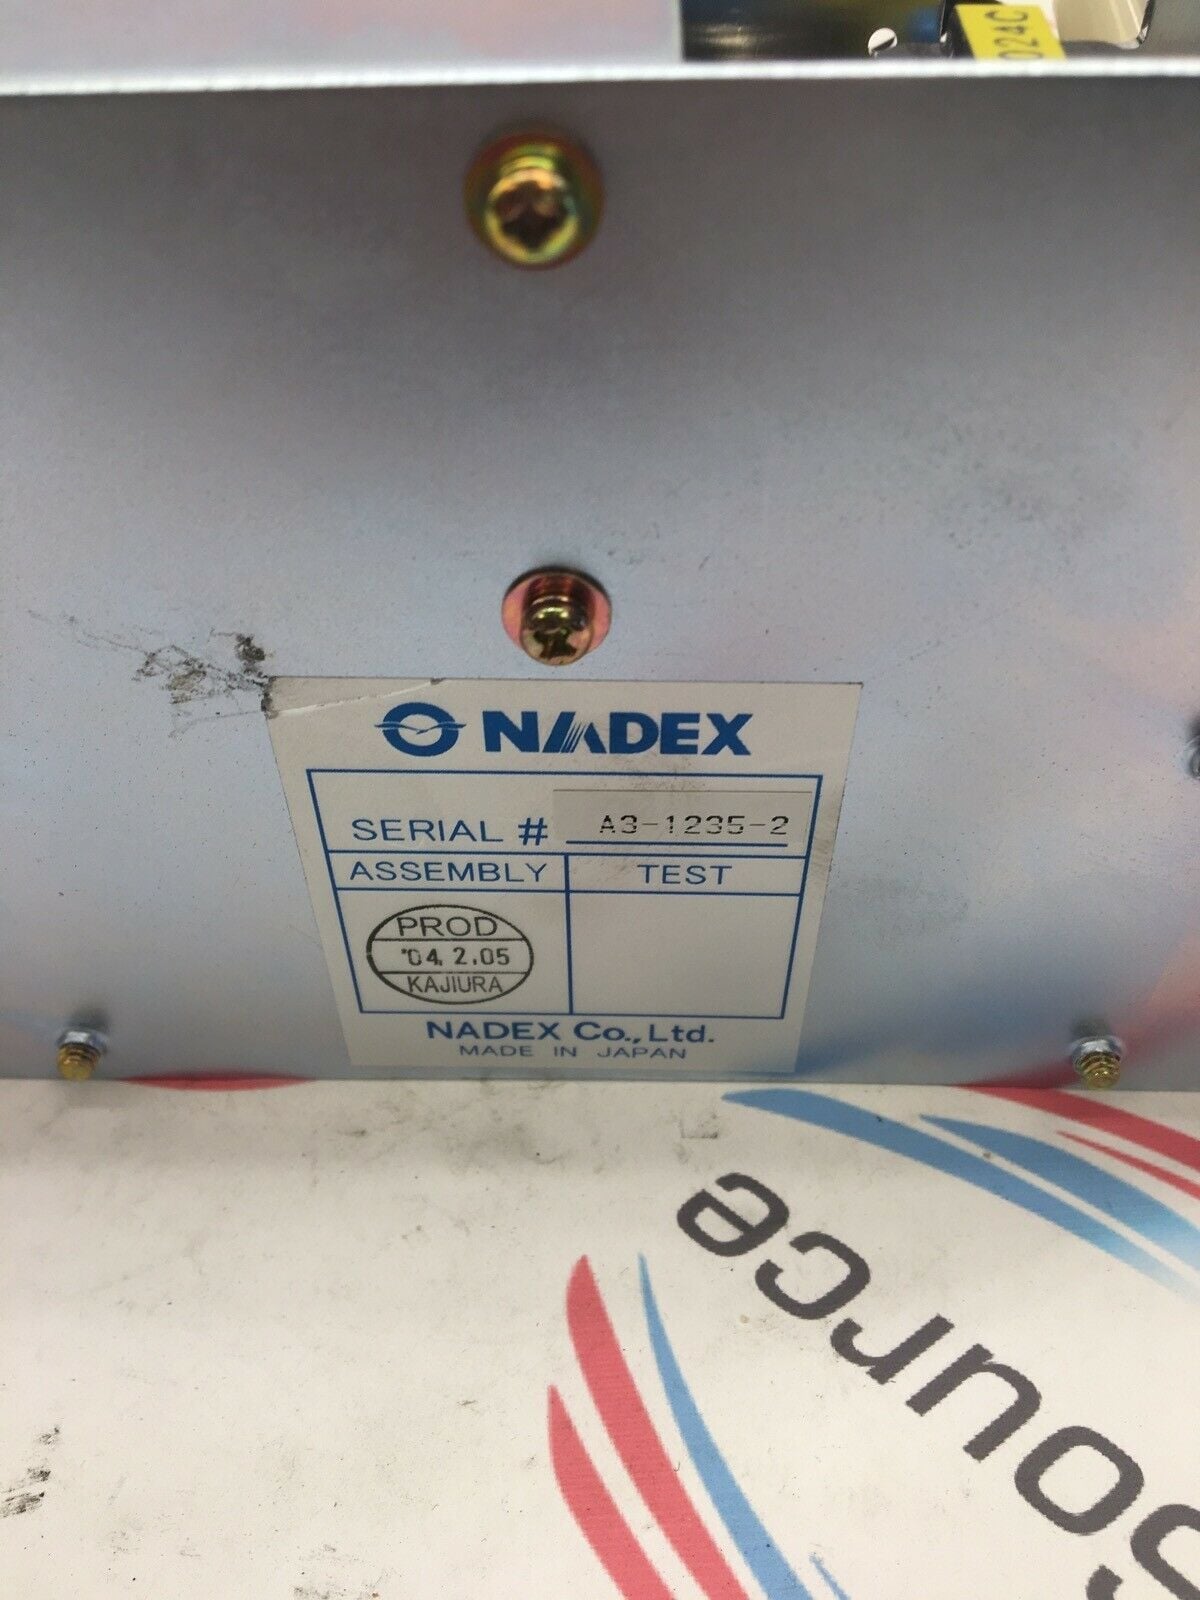 024C
NADEX
SERIAL # A3-1235-2
ASSEMBLY TEST
PROD
'04.2.05
KAJIURA
NADEX Co., Ltd.
MADE IN JAPAN
source